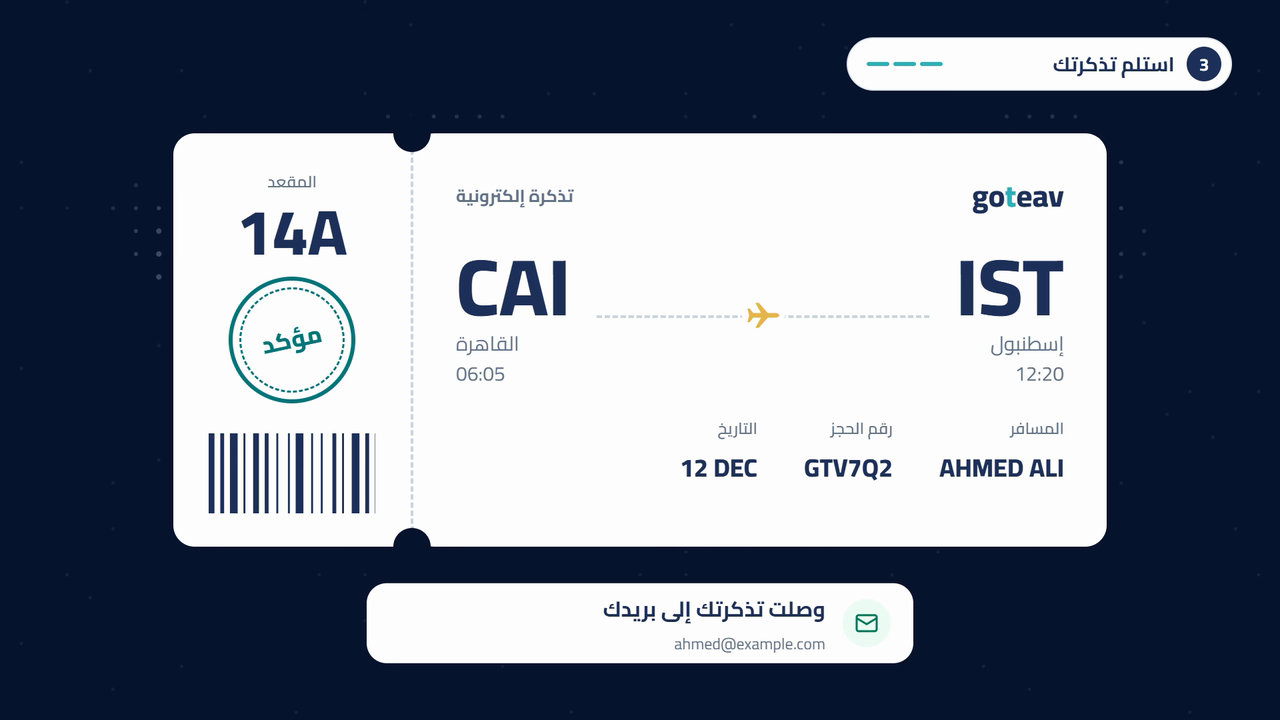 3 استلم تذكرتك
goteav
تذكرة إلكترونية
IST
CAI
إسطنبول
القاهرة
12:20
06:05
المسافر
رقم الحجز
التاريخ
AHMED ALI
GTV7Q2
12 DEC
المقعد
14A
مؤكد
وصلت تذكرتك إلى بريدك
ahmed@example.com